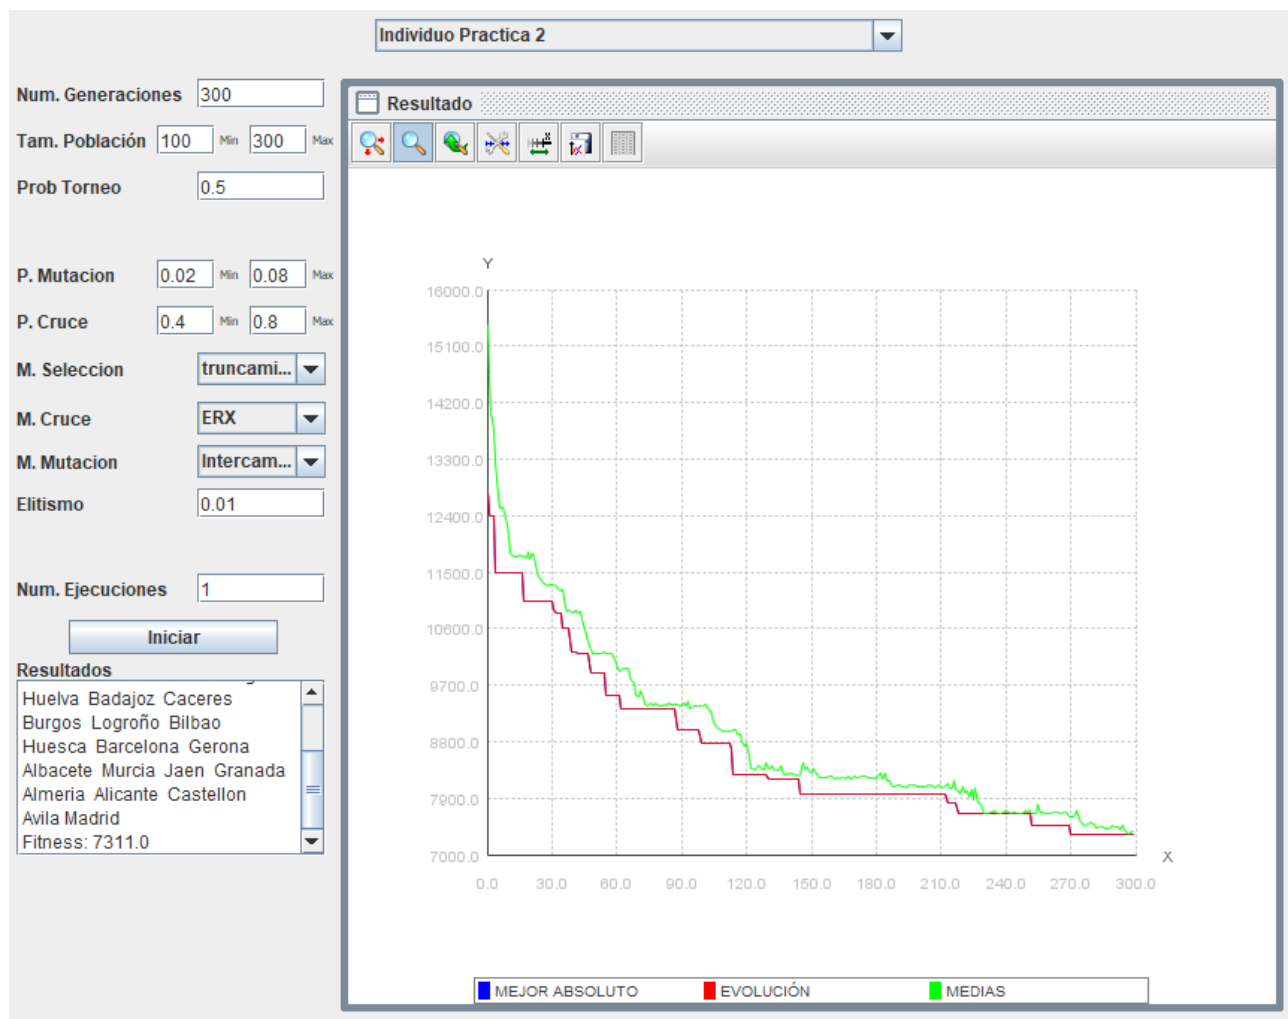 Individuo Practica 2
Num. Generaciones 300
Tam. Población 100 Min 300 Max
Prob Torneo 0.5
P. Mutacion 0.02 Min 0.08 Max
P. Cruce 0.4 Min 0.8 Max
M. Seleccion truncami...
M. Cruce ERX
M. Mutacion Intercam...
Elitismo 0.01
Num. Ejecuciones 1
Iniciar
Resultados
Huelva Badajoz Caceres
Burgos Logroño Bilbao
Huesca Barcelona Gerona
Albacete Murcia Jaen Granada
Almeria Alicante Castellon
Avila Madrid
Fitness: 7311.0
Resultado
Y
16000.0
15100.0
14200.0
13300.0
12400.0
11500.0
10600.0
9700.0
8800.0
7900.0
7000.0
X
0.0 30.0 60.0 90.0 120.0 150.0 180.0 210.0 240.0 270.0 300.0
MEJOR ABSOLUTO EVOLUCIÓN MEDIAS